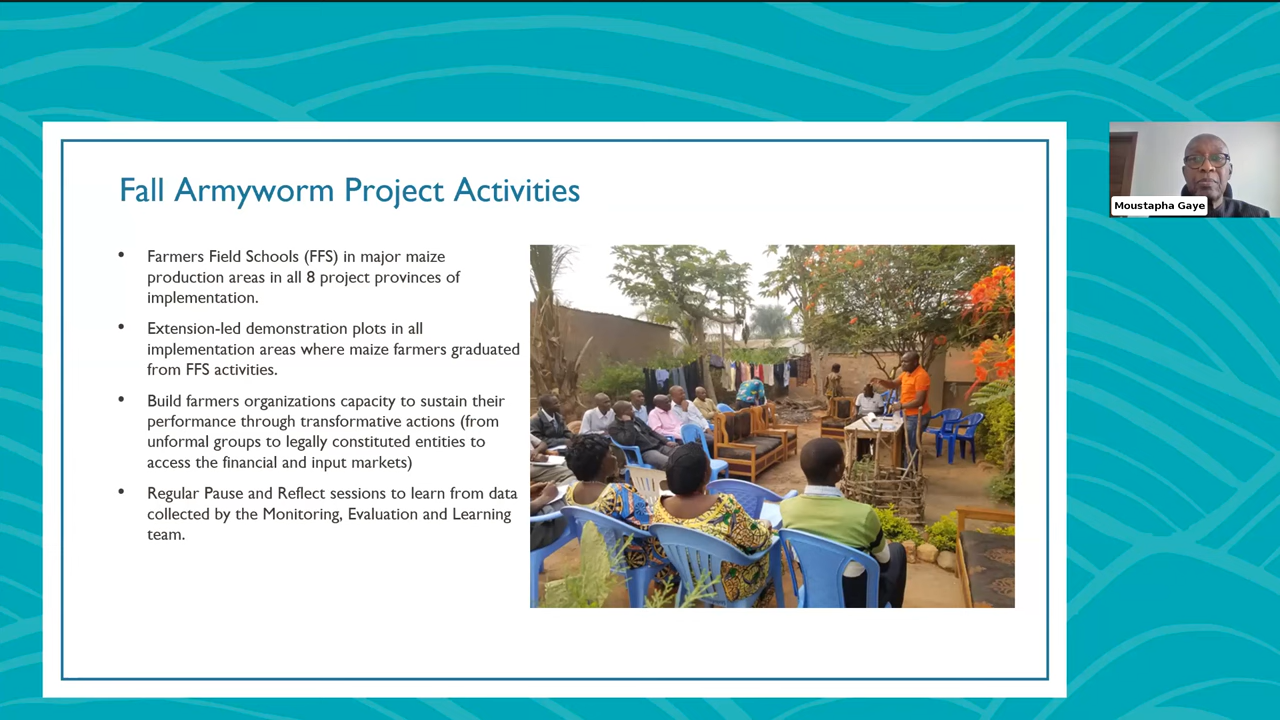 Fall Armyworm Project Activities
• Farmers Field Schools (FFS) in major maize
production areas in all 8 project provinces of
implementation.
• Extension-led demonstration plots in all
implementation areas where maize farmers graduated
from FFS activities.
• Build farmers organizations capacity to sustain their
performance through transformative actions (from
unformal groups to legally constituted entities to
access the financial and input markets)
• Regular Pause and Reflect sessions to learn from data
collected by the Monitoring, Evaluation and Learning
team.
Moustapha Gaye